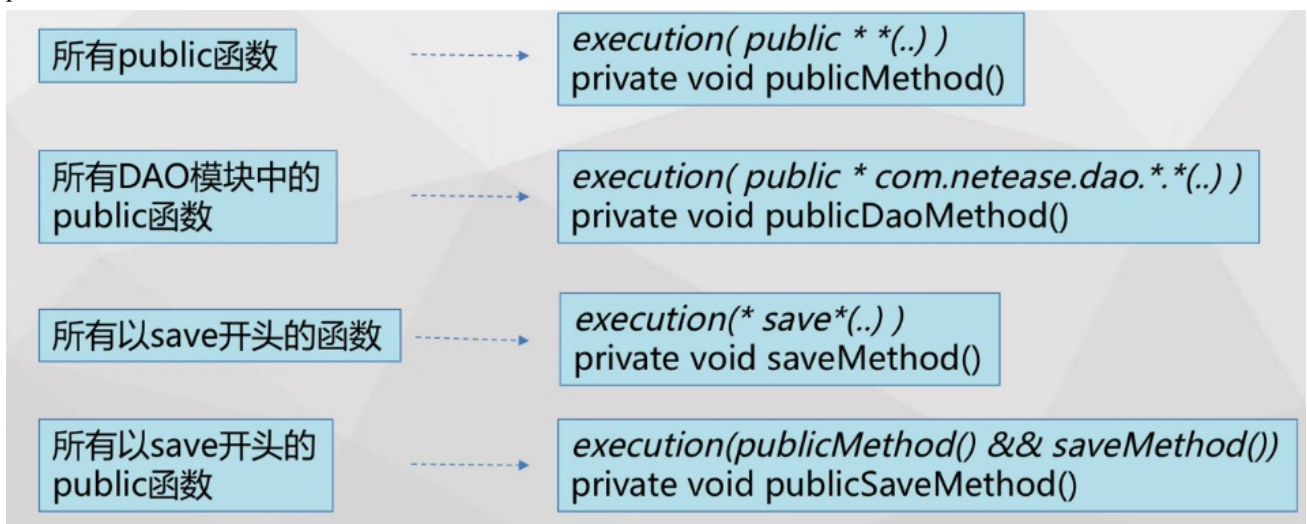 所有public函数
execution( public * *(..) )
private void publicMethod()
所有DAO模块中的
public函数
execution( public * com.netease.dao.*.*(..) )
private void publicDaoMethod()
所有以save开头的函数
execution(* save*(..) )
private void saveMethod()
所有以save开头的
public函数
execution(publicMethod() && saveMethod())
private void publicSaveMethod()